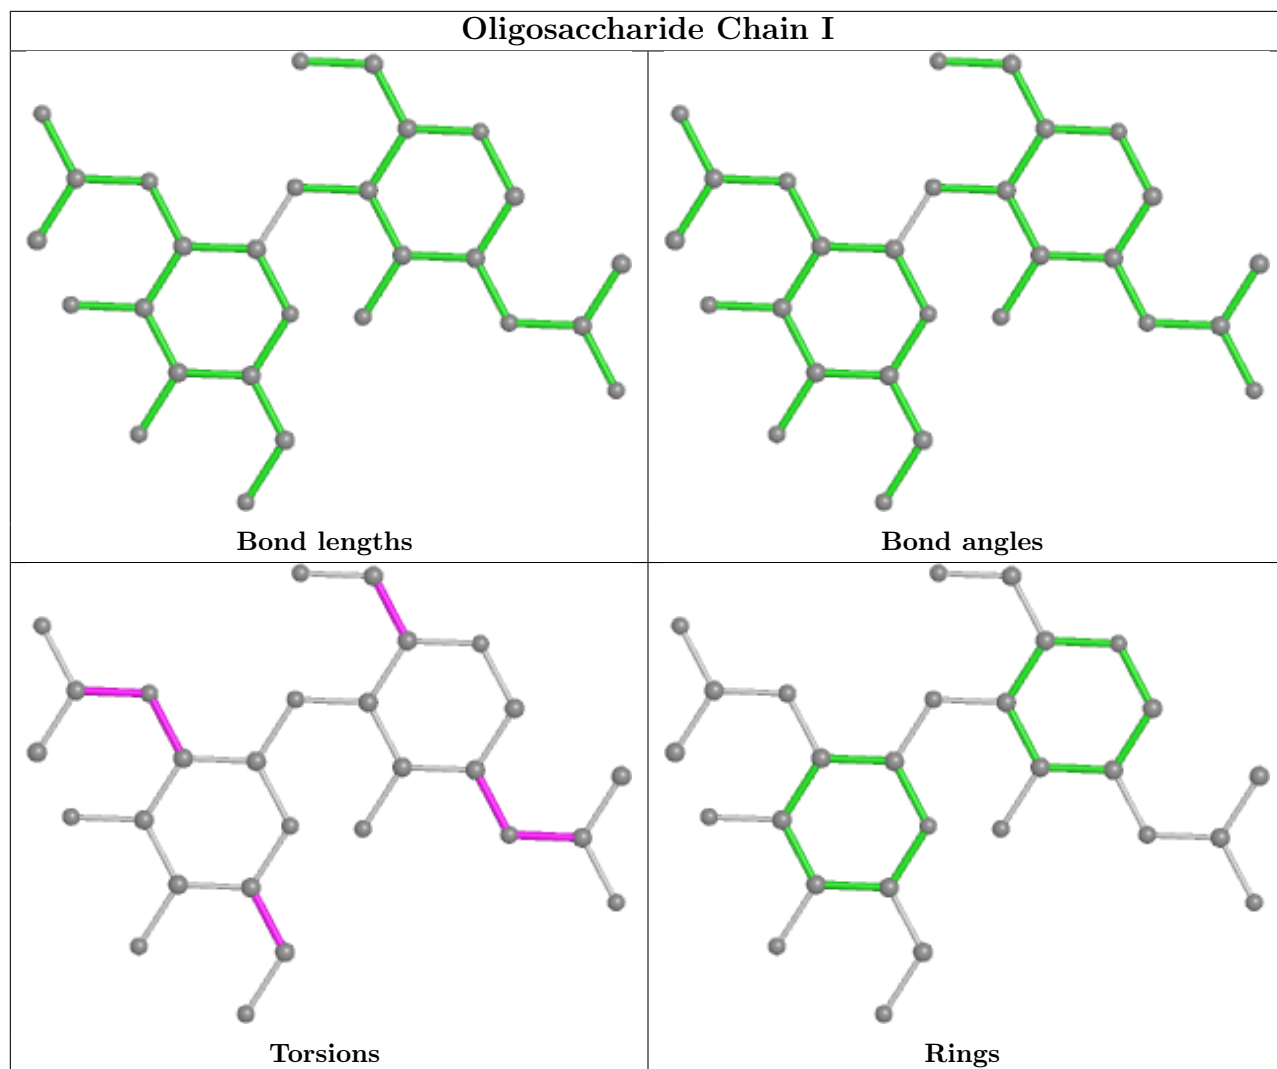 Oligosaccharide Chain I
Bond lengths
Bond angles
Torsions
Rings